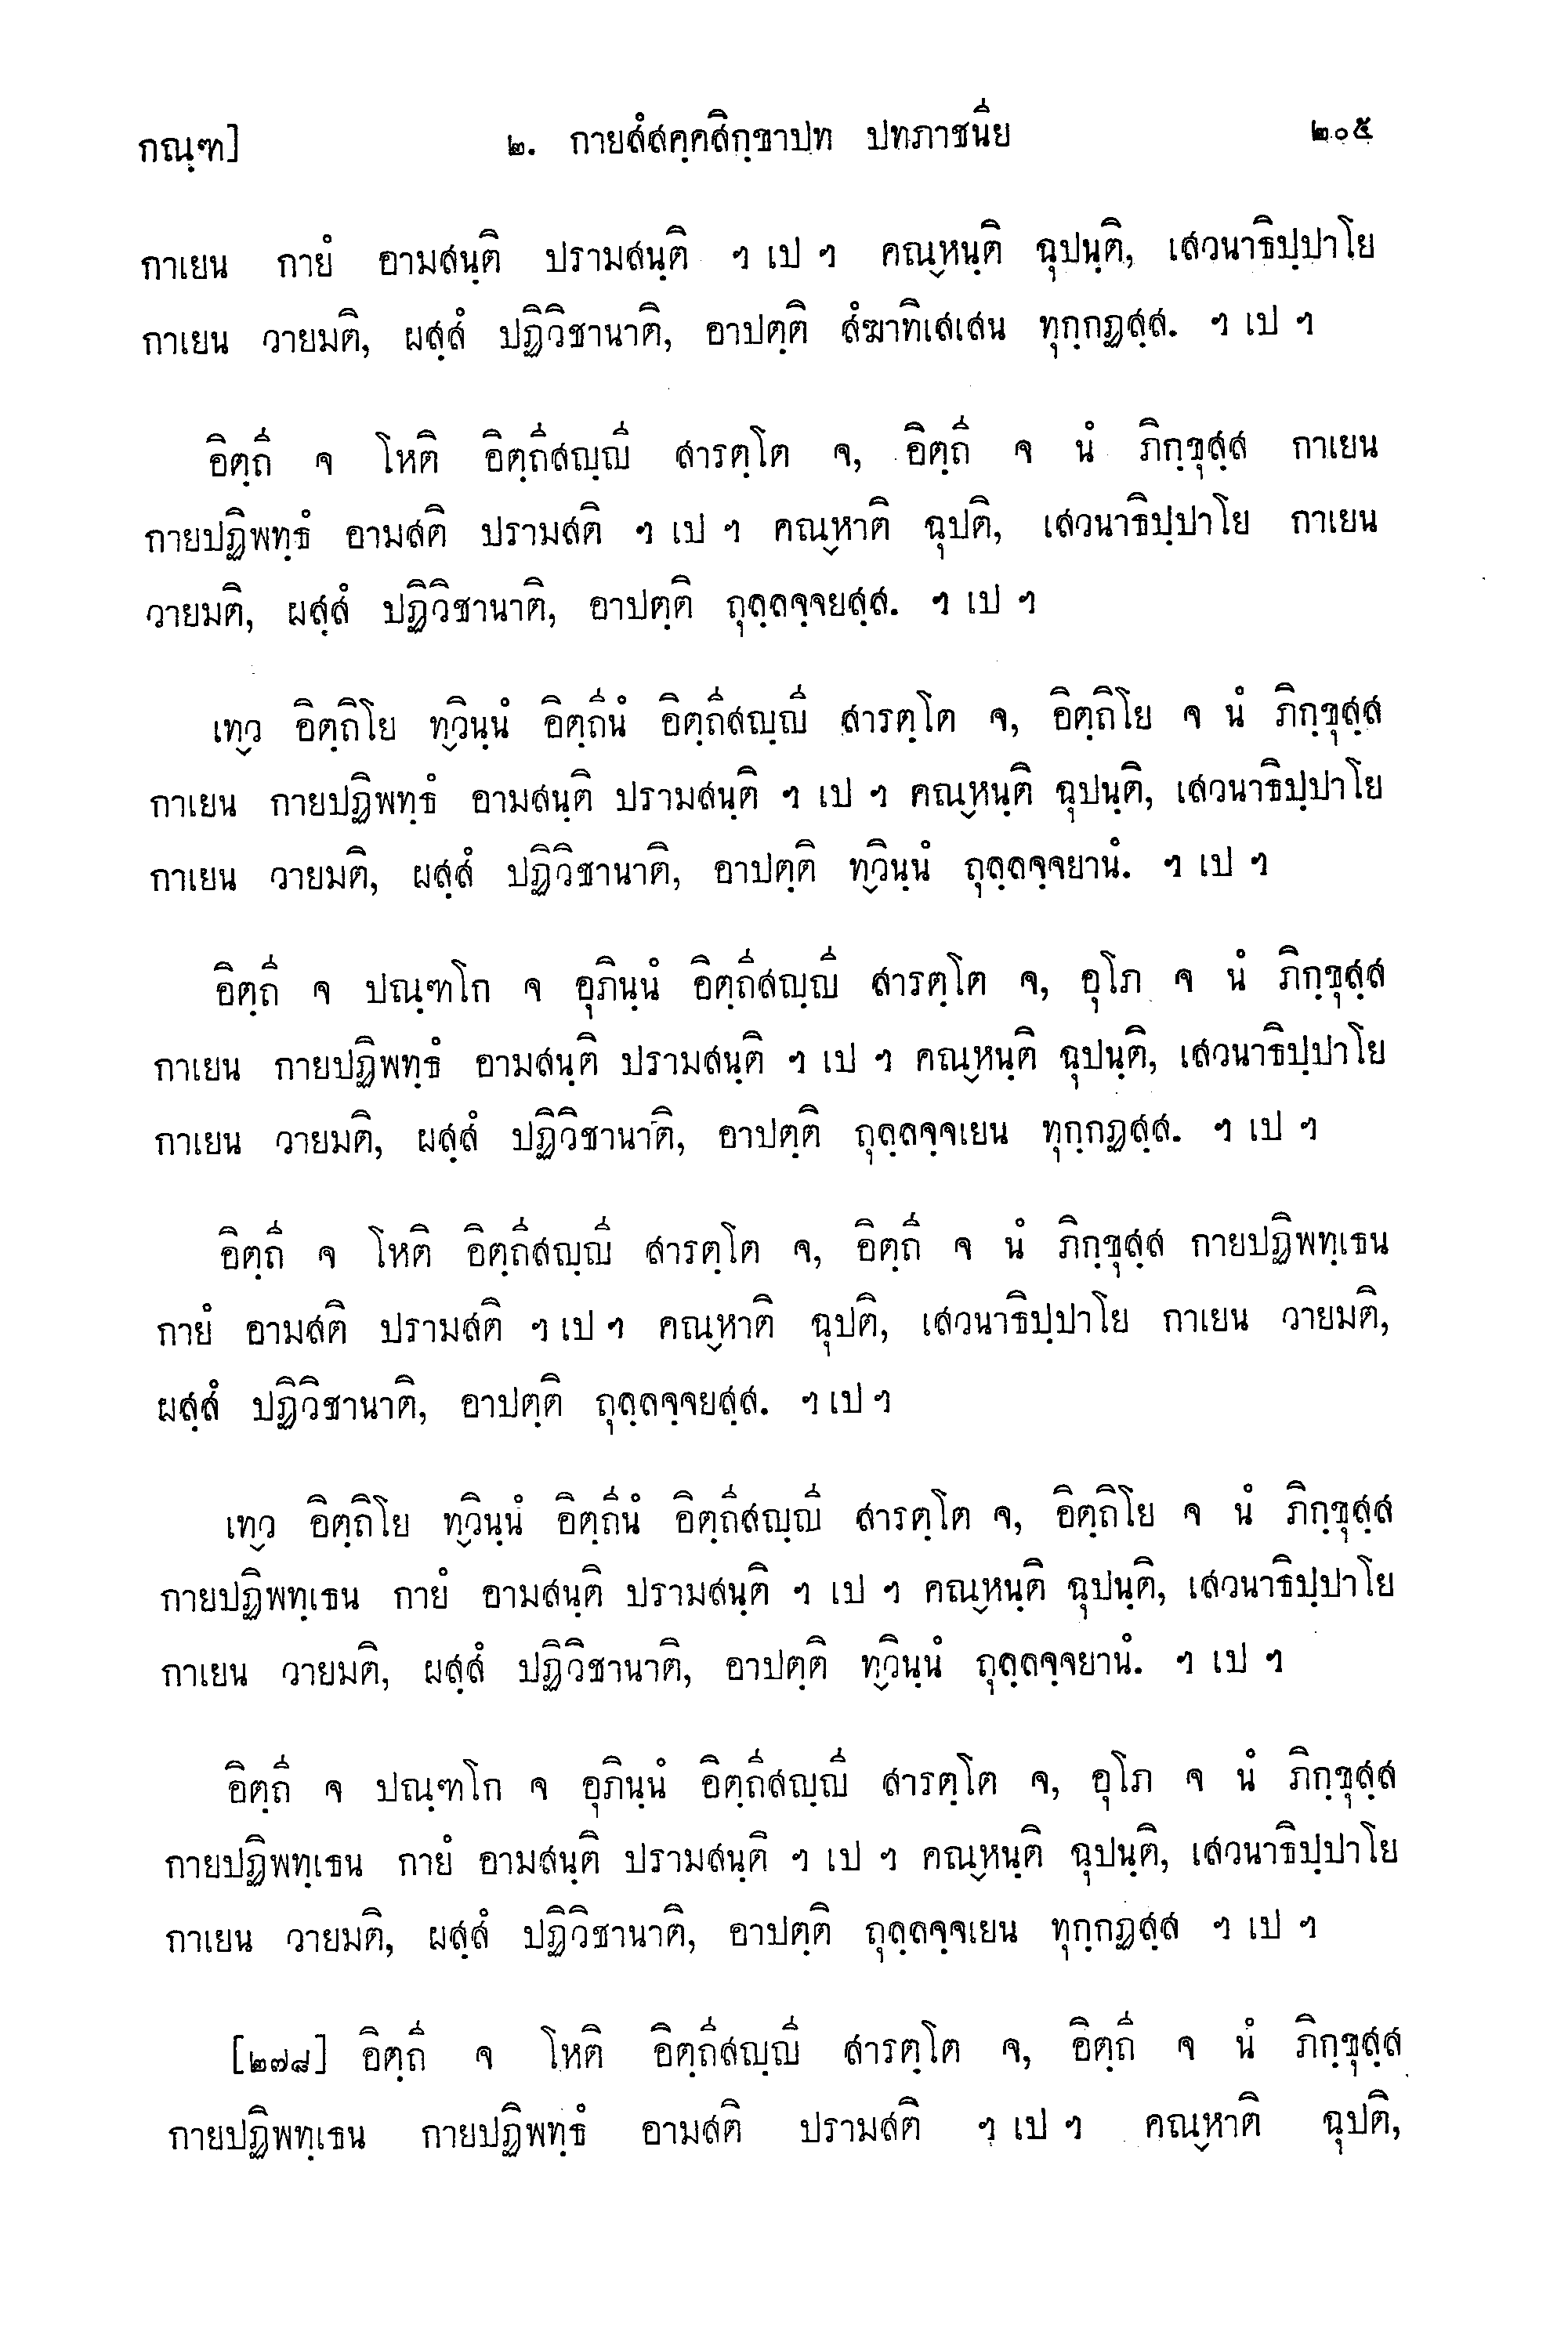 กณฺฑ] ๒. กายสํสคฺคสิกฺขาปท ปทภาชนีย ๒๐๕
กาเยน กายํ อามสนฺติ ปรามสนฺติ ฯ เป ฯ คณฺหนฺติ ฉุปนฺติ, เสวนาธิปฺปาโย
กาเยน วายมติ, ผสฺสํ ปฏิวิชานาติ, อาปตฺติ สํฆาทิเสเสน ทุกฺกฏสฺส. ฯ เป ฯ
อิตฺถี จ โหติ อิตฺถีสญฺญี สารตฺโต จ, อิตฺถี จ นํ ภิกฺขุสฺส กาเยน
กายปฏิพทฺธํ อามสติ ปรามสติ ฯ เป ฯ คณฺหาติ ฉุปติ, เสวนาธิปฺปาโย กาเยน
วายมติ, ผสฺสํ ปฏิวิชานาติ, อาปตฺติ ถุลฺลจฺจยสฺส. ฯ เป ฯ
เทฺว อิตฺถิโย ทฺวินฺนํ อิตฺถีนํ อิตฺถีสญฺญี สารตฺโต จ, อิตฺถิโย จ นํ ภิกฺขุสฺส
กาเยน กายปฏิพทฺธํ อามสนฺติ ปรามสนฺติ ฯ เป ฯ คณฺหนฺติ ฉุปนฺติ, เสวนาธิปฺปาโย
กาเยน วายมติ, ผสฺสํ ปฏิวิชานาติ, อาปตฺติ ทฺวินฺนํ ถุลฺลจฺจยานํ. ฯ เป ฯ
อิตฺถี จ ปณฺฑโก จ อุภินฺนํ อิตฺถีสญฺญี สารตฺโต จ, อุโภ จ นํ ภิกฺขุสฺส
กาเยน กายปฏิพทฺธํ อามสนฺติ ปรามสนฺติ ฯ เป ฯ คณฺหนฺติ ฉุปนฺติ, เสวนาธิปฺปาโย
กาเยน วายมติ, ผสฺสํ ปฏิวิชานาติ, อาปตฺติ ถุลฺลจฺจเยน ทุกฺกฏสฺส. ฯ เป ฯ
อิตฺถี จ โหติ อิตฺถีสญฺญี สารตฺโต จ, อิตฺถี จ นํ ภิกฺขุสฺส กายปฏิพทฺเธน
กายํ อามสติ ปรามสติ ฯ เป ฯ คณฺหาติ ฉุปติ, เสวนาธิปฺปาโย กาเยน วายมติ,
ผสฺสํ ปฏิวิชานาติ, อาปตฺติ ถุลฺลจฺจยสฺส. ฯ เป ฯ
เทฺว อิตฺถิโย ทฺวินฺนํ อิตฺถีนํ อิตฺถีสญฺญี สารตฺโต จ, อิตฺถิโย จ นํ ภิกฺขุสฺส
กายปฏิพทฺเธน กายํ อามสนฺติ ปรามสนฺติ ฯ เป ฯ คณฺหนฺติ ฉุปนฺติ, เสวนาธิปฺปาโย
กาเยน วายมติ, ผสฺสํ ปฏิวิชานาติ, อาปตฺติ ทฺวินฺนํ ถุลฺลจฺจยานํ. ฯ เป ฯ
อิตฺถี จ ปณฺฑโก จ อุภินฺนํ อิตฺถีสญฺญี สารตฺโต จ, อุโภ จ นํ ภิกฺขุสฺส
กายปฏิพทฺเธน กายํ อามสนฺติ ปรามสนฺติ ฯ เป ฯ คณฺหนฺติ ฉุปนฺติ, เสวนาธิปฺปาโย
กาเยน วายมติ, ผสฺสํ ปฏิวิชานาติ, อาปตฺติ ถุลฺลจฺจเยน ทุกฺกฏสฺส ฯ เป ฯ
[๒๗๘] อิตฺถี จ โหติ อิตฺถีสญฺญี สารตฺโต จ, อิตฺถี จ นํ ภิกฺขุสฺส
กายปฏิพทฺเธน กายปฏิพทฺธํ อามสติ ปรามสติ ฯ เป ฯ คณฺหาติ ฉุปติ,